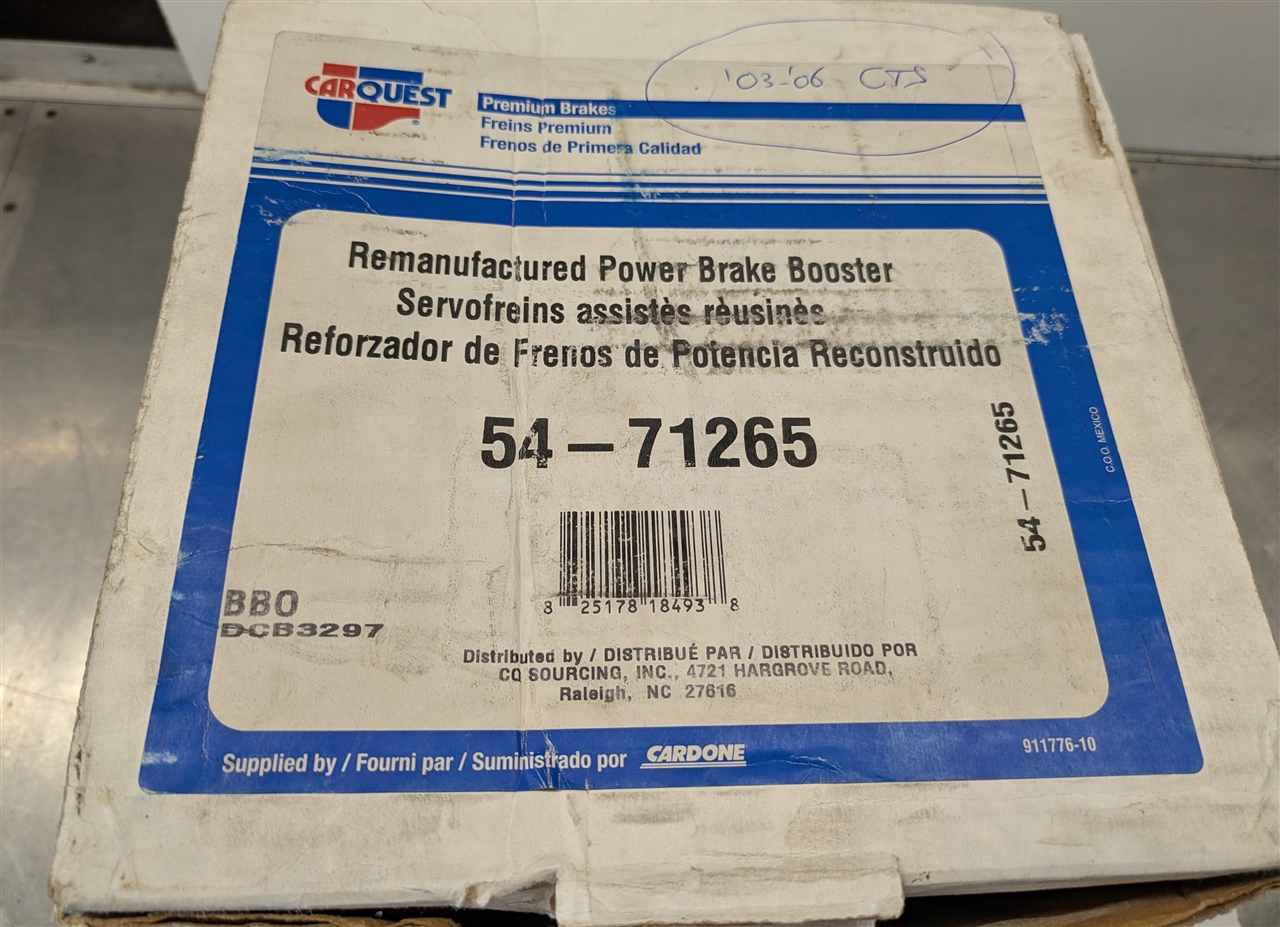 '03-'06 CTS
CARQUEST
Premium Brakes
Freins Premium
Frenos de Primera Calidad
Remanufactured Power Brake Booster
Servofreins assistès rèusinès
Reforzador de Frenos de Potencia Reconstruido
54-71265
54-71265
C.O.O. MEXICO
8 25178 18493 8
BBO
DCB3297
Distributed by / DISTRIBUÉ PAR / DISTRIBUIDO POR
CQ SOURCING, INC., 4721 HARGROVE ROAD,
Raleigh, NC 27616
Supplied by / Fourni par / Suministrado por CARDONE
911776-10